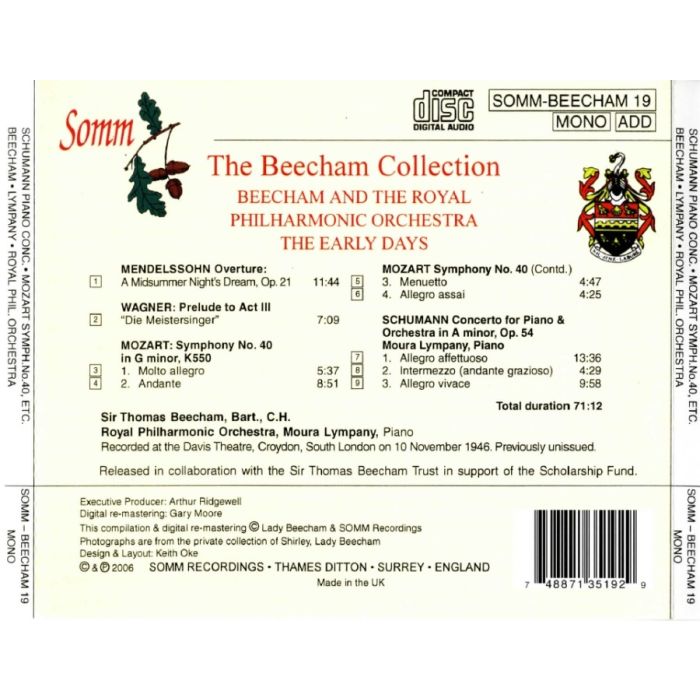 SCHUMANN PIANO CONC. • MOZART SYMPH.No.40, ETC.
BEECHAM • LYMPANY • ROYAL PHIL. ORCHESTRA
SOMM – BEECHAM 19
MONO
Somm
COMPACT
disc
DIGITAL AUDIO
SOMM-BEECHAM 19
MONO ADD
The Beecham Collection
BEECHAM AND THE ROYAL
PHILHARMONIC ORCHESTRA
THE EARLY DAYS
MENDELSSOHN Overture:
1 A Midsummer Night's Dream, Op. 21 11:44
WAGNER: Prelude to Act III
2 "Die Meistersinger" 7:09
MOZART: Symphony No. 40
in G minor, K550
3 1. Molto allegro 5:37
4 2. Andante 8:51
MOZART Symphony No. 40 (Contd.)
5 3. Menuetto 4:47
6 4. Allegro assai 4:25
SCHUMANN Concerto for Piano &
Orchestra in A minor, Op. 54
Moura Lympany, Piano
7 1. Allegro affettuoso 13:36
8 2. Intermezzo (andante grazioso) 4:29
9 3. Allegro vivace 9:58
Total duration 71:12
Sir Thomas Beecham, Bart., C.H.
Royal Philharmonic Orchestra, Moura Lympany, Piano
Recorded at the Davis Theatre, Croydon, South London on 10 November 1946. Previously unissued.
Released in collaboration with the Sir Thomas Beecham Trust in support of the Scholarship Fund.
Executive Producer: Arthur Ridgewell
Digital re-mastering: Gary Moore
This compilation & digital re-mastering © Lady Beecham & SOMM Recordings
Photographs are from the private collection of Shirley, Lady Beecham
Design & Layout: Keith Oke
© & ℗ 2006 SOMM RECORDINGS • THAMES DITTON • SURREY • ENGLAND
Made in the UK
7 48871 35192 9
SCHUMANN PIANO CONC. • MOZART SYMPH.No.40, ETC.
BEECHAM • LYMPANY • ROYAL PHIL. ORCHESTRA
SOMM – BEECHAM 19
MONO